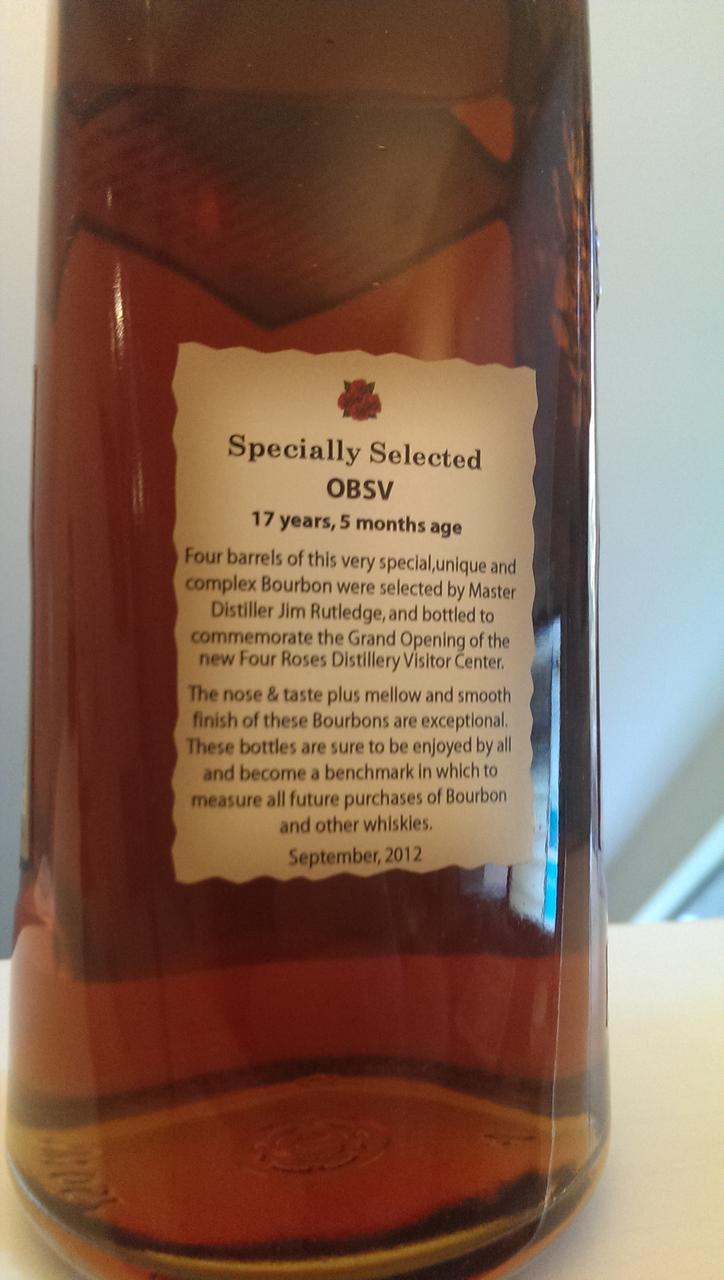 Specially Selected
OBSV
17 years, 5 months age
Four barrels of this very special,unique and
complex Bourbon were selected by Master
Distiller Jim Rutledge, and bottled to
commemorate the Grand Opening of the
new Four Roses Distillery Visitor Center.
The nose & taste plus mellow and smooth
finish of these Bourbons are exceptional.
These bottles are sure to be enjoyed by all
and become a benchmark in which to
measure all future purchases of Bourbon
and other whiskies.
September, 2012